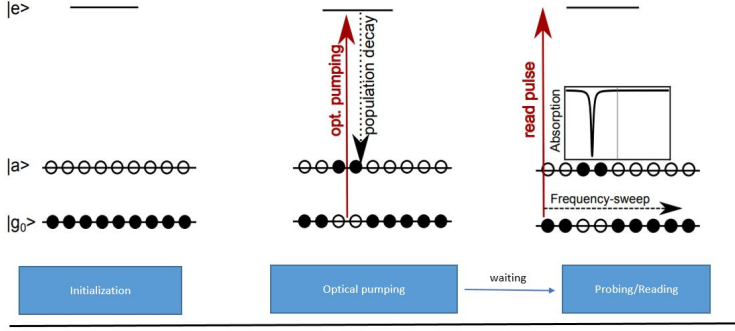 |e>
opt. pumping
population decay
read pulse
Absorption
|a>
Frequency-sweep
|g₀>
Initialization
Optical pumping
waiting
Probing/Reading